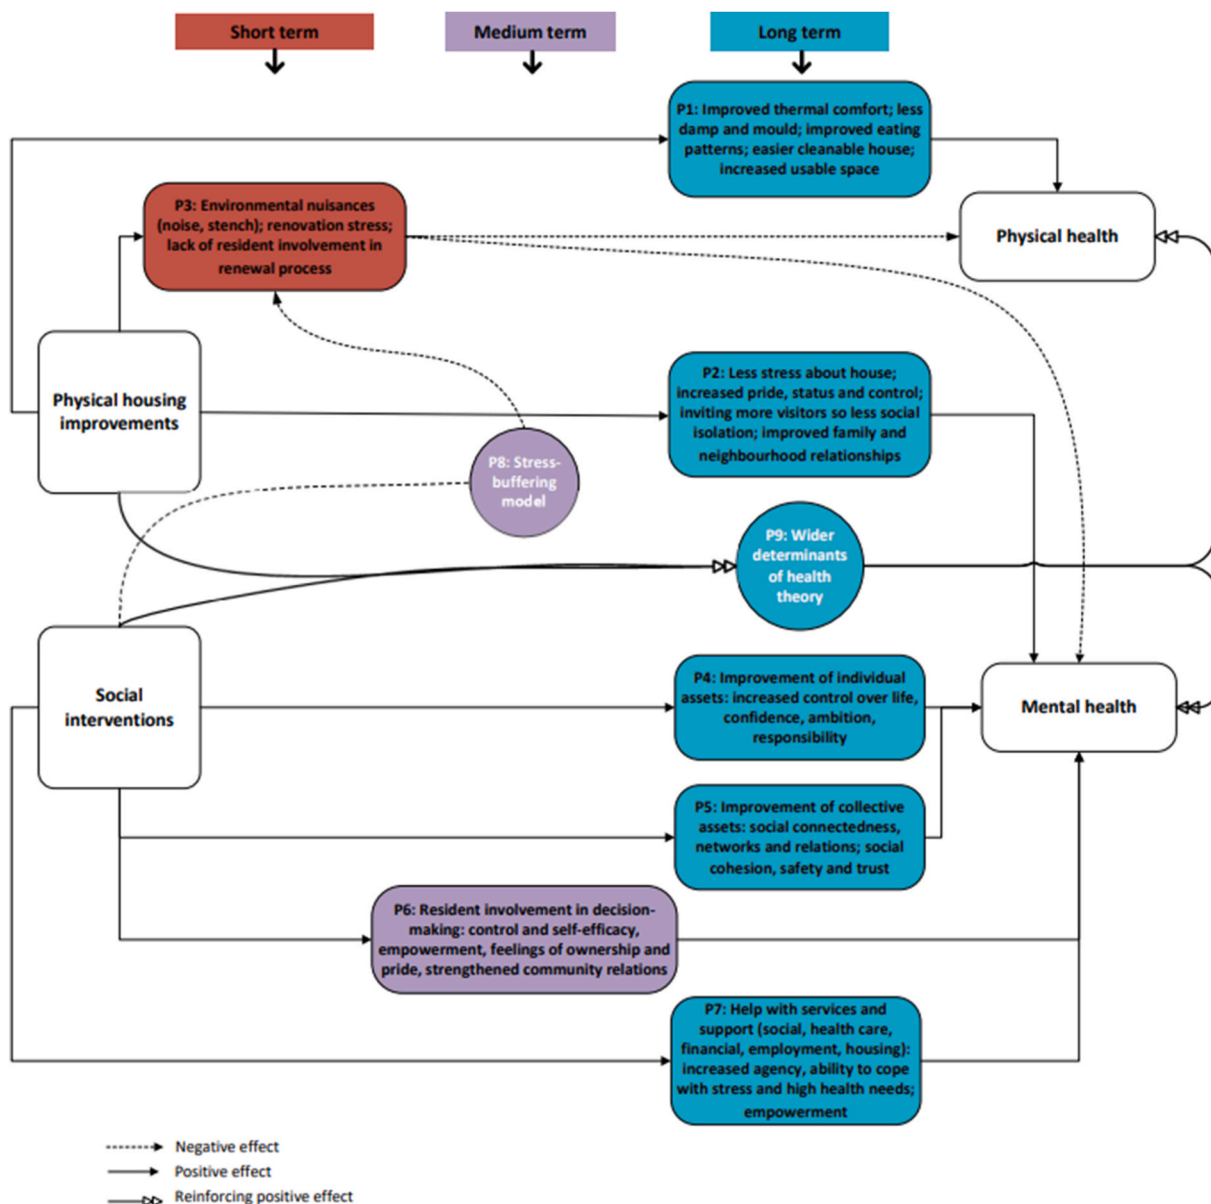 Short term
Medium term
Long term
P1: Improved thermal comfort; less
damp and mould; improved eating
patterns; easier cleanable house;
increased usable space
P3: Environmental nuisances
(noise, stench); renovation stress;
lack of resident involvement in
renewal process
Physical health
Physical housing
improvements
P2: Less stress about house;
increased pride, status and control;
inviting more visitors so less social
isolation; improved family and
neighbourhood relationships
P8: Stress-
buffering
model
P9: Wider
determinants
of health
theory
Social
interventions
P4: Improvement of individual
assets: increased control over life,
confidence, ambition,
responsibility
Mental health
P5: Improvement of collective
assets: social connectedness,
networks and relations; social
cohesion, safety and trust
P6: Resident involvement in decision-
making: control and self-efficacy,
empowerment, feelings of ownership and
pride, strengthened community relations
P7: Help with services and
support (social, health care,
financial, employment, housing):
increased agency, ability to cope
with stress and high health needs;
empowerment
Negative effect
Positive effect
Reinforcing positive effect